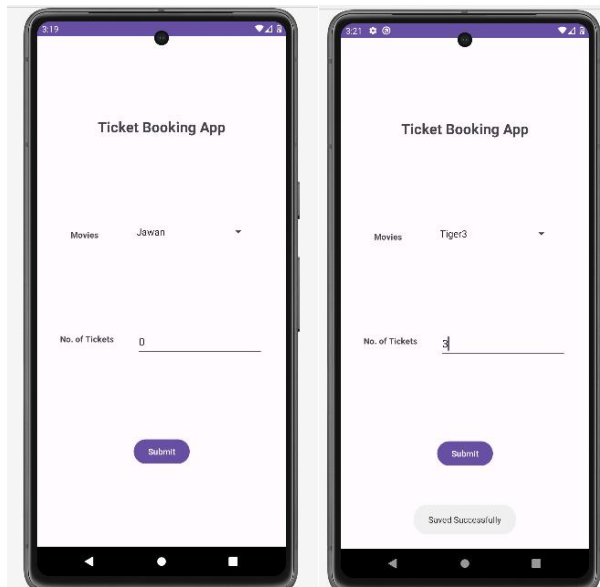 3:19
Ticket Booking App
Movies
Jawan
No. of Tickets
0
Submit
3:21
Ticket Booking App
Movies
Tiger3
No. of Tickets
3
Submit
Saved Successfully